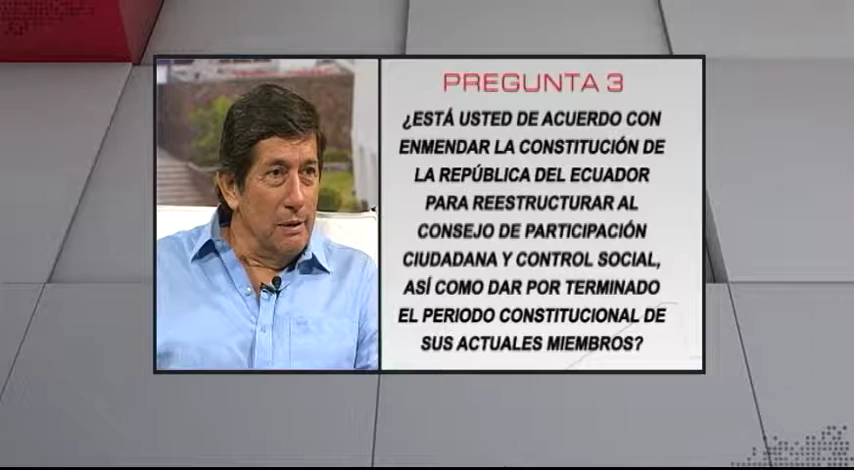 PREGUNTA 3
¿ESTÁ USTED DE ACUERDO CON
ENMENDAR LA CONSTITUCIÓN DE
LA REPÚBLICA DEL ECUADOR
PARA REESTRUCTURAR AL
CONSEJO DE PARTICIPACIÓN
CIUDADANA Y CONTROL SOCIAL,
ASÍ COMO DAR POR TERMINADO
EL PERIODO CONSTITUCIONAL DE
SUS ACTUALES MIEMBROS?